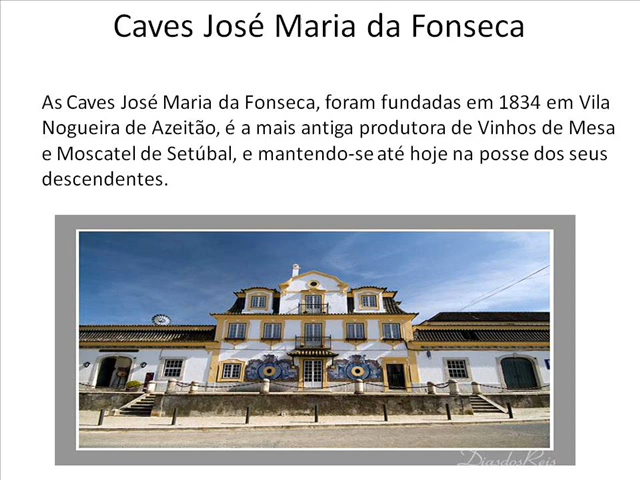 Caves José Maria da Fonseca
As Caves José Maria da Fonseca, foram fundadas em 1834 em Vila
Nogueira de Azeitão, é a mais antiga produtora de Vinhos de Mesa
e Moscatel de Setúbal, e mantendo-se até hoje na posse dos seus
descendentes.
DiasdosReis